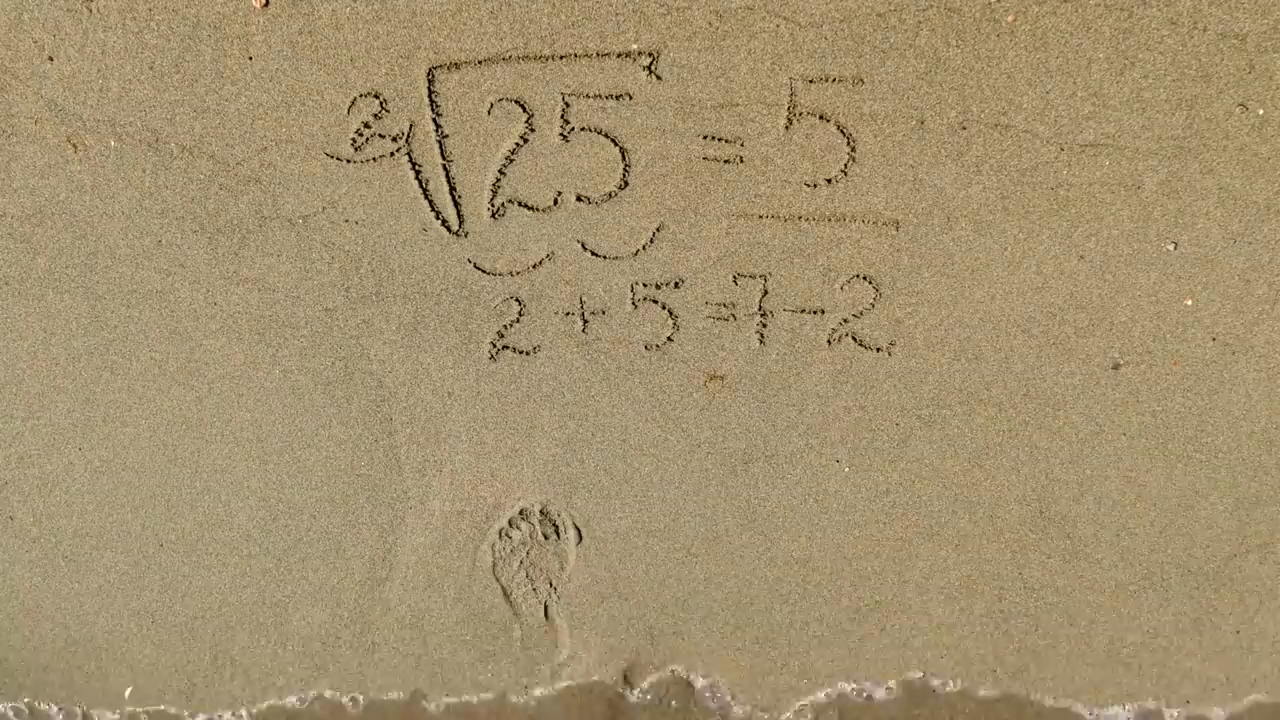 ²√25 = 5
2 + 5 = 7 - 2